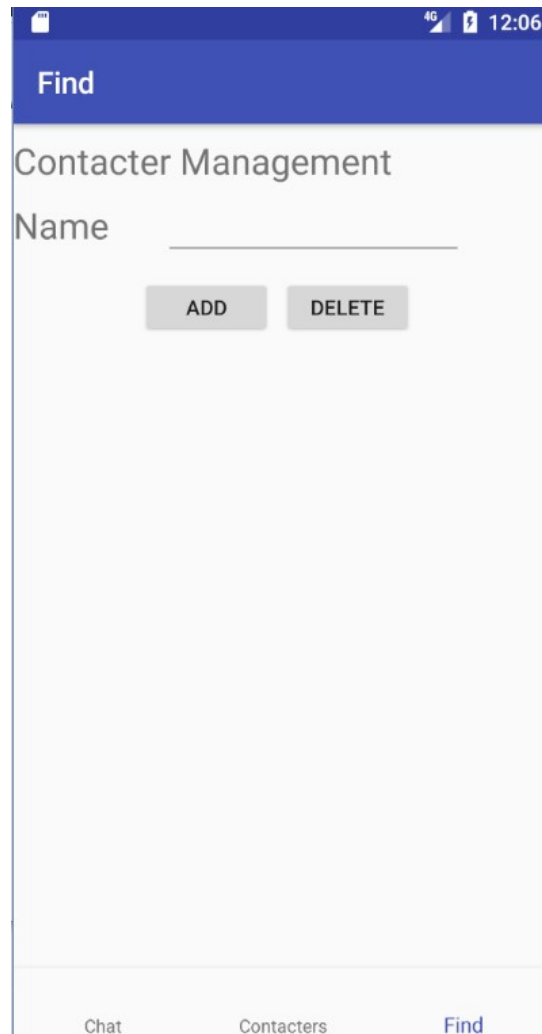 4G 12:06
Find
Contacter Management
Name
ADD DELETE
Chat Contacters Find